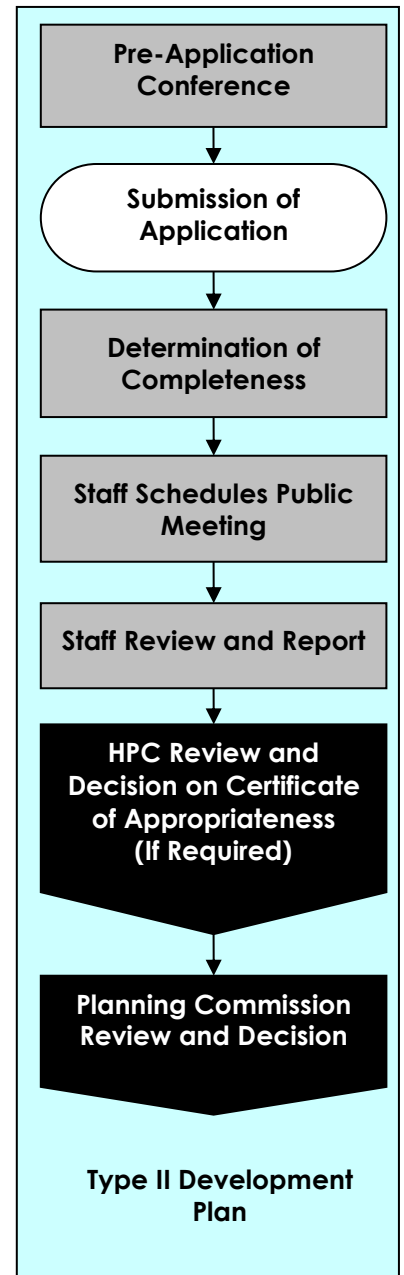 Pre-Application
Conference
Submission of
Application
Determination of
Completeness
Staff Schedules Public
Meeting
Staff Review and Report
HPC Review and
Decision on Certificate
of Appropriateness
(If Required)
Planning Commission
Review and Decision
Type II Development
Plan